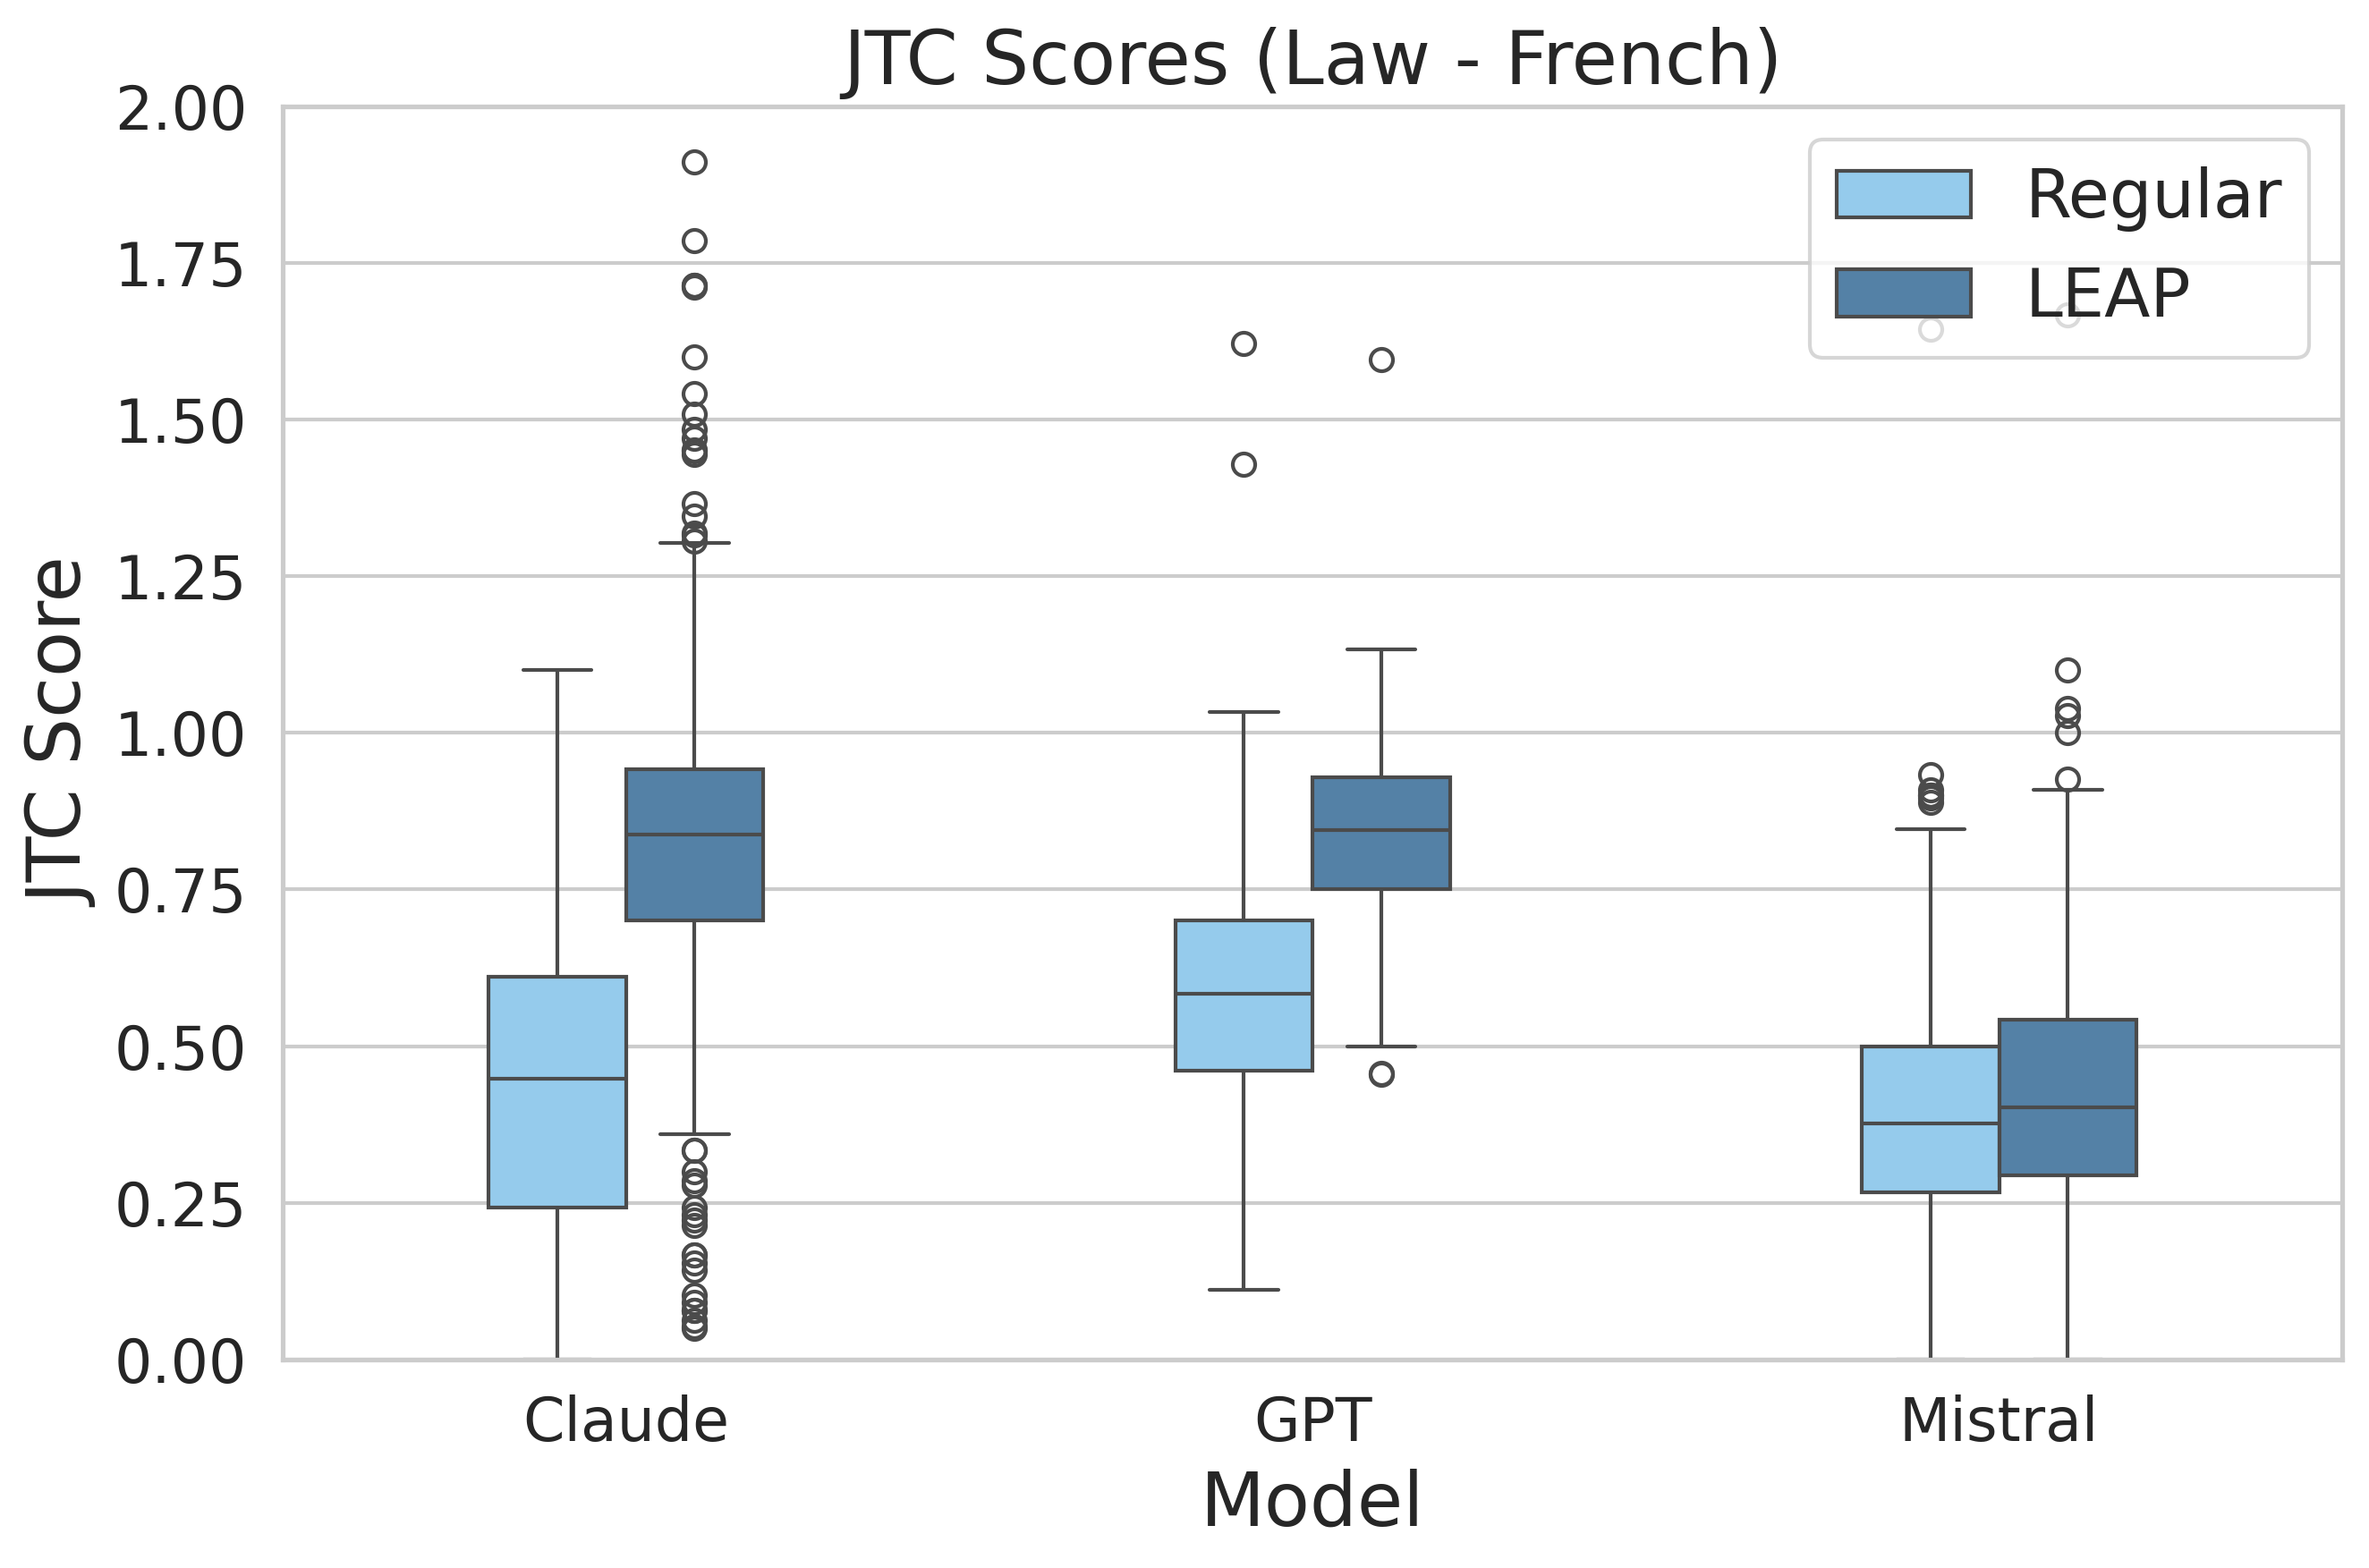 JTC Scores (Law - French)
2.00
1.75
1.50
1.25
1.00
0.75
0.50
0.25
0.00
JTC Score
Regular
LEAP
Claude
GPT
Mistral
Model